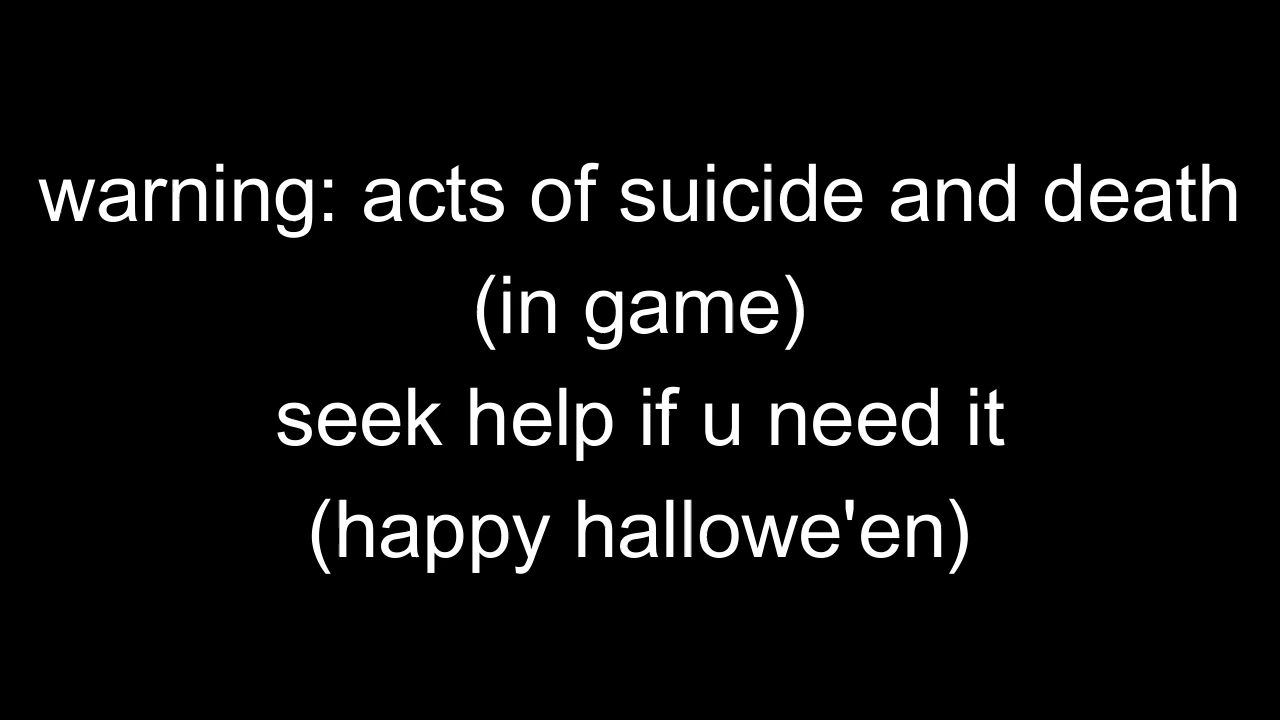 warning: acts of suicide and death
(in game)
seek help if u need it
(happy hallowe'en)